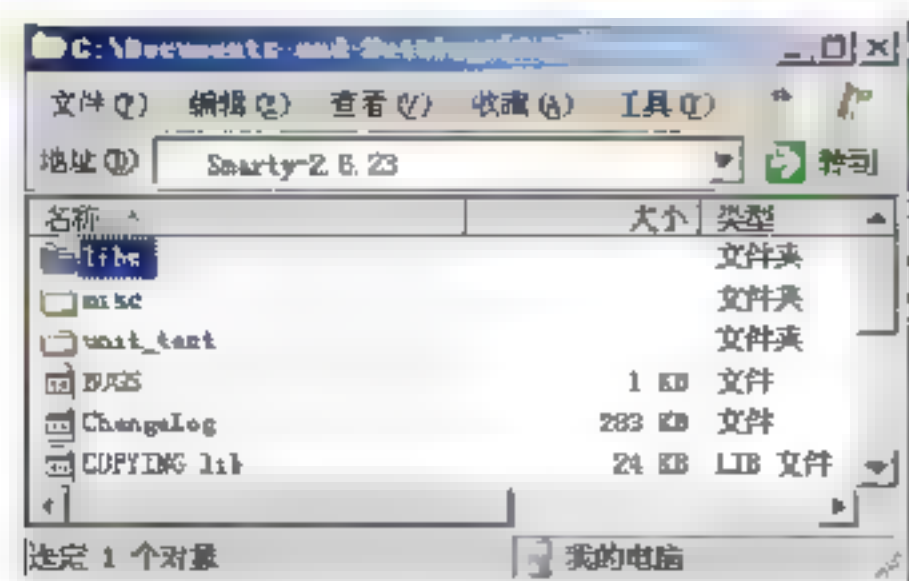 C:\Documents and Settings
文件(F) 编辑(E) 查看(V) 收藏(A) 工具(T) »
地址(D) Smarty-2.6.23 转到
名称 大小 类型
libs 文件夹
misc 文件夹
unit_test 文件夹
BUGS 1 KB 文件
ChangeLog 283 KB 文件
COPYING.lib 24 KB LIB 文件
选定 1 个对象 我的电脑